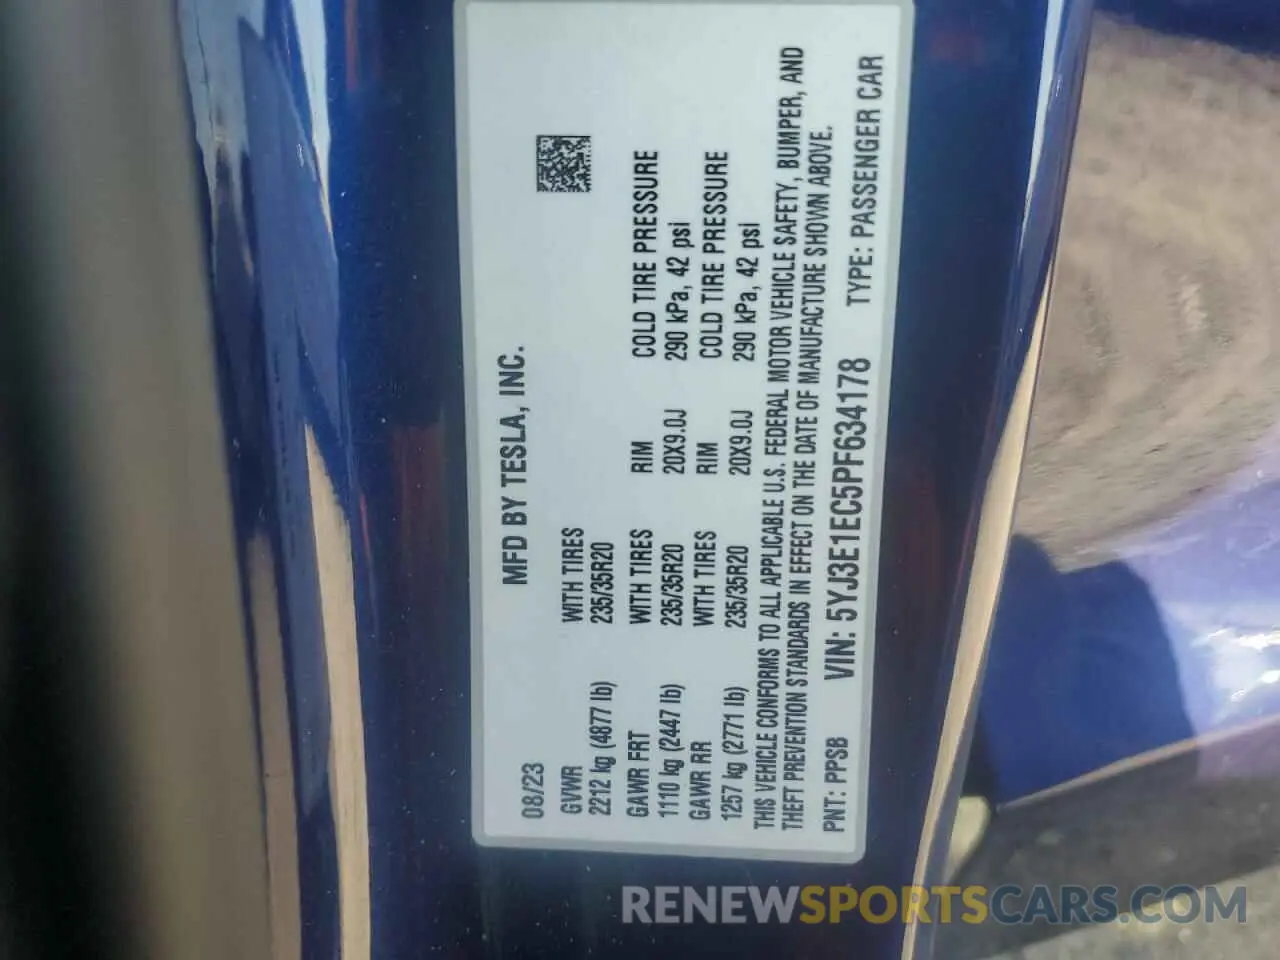 MFD BY TESLA, INC.
08/23
GVWR WITH TIRES
2212 kg (4877 lb) 235/35R20
GAWR FRT WITH TIRES RIM COLD TIRE PRESSURE
1110 kg (2447 lb) 235/35R20 20X9.0J 290 kPa, 42 psi
GAWR RR WITH TIRES RIM COLD TIRE PRESSURE
1257 kg (2771 lb) 235/35R20 20X9.0J 290 kPa, 42 psi
THIS VEHICLE CONFORMS TO ALL APPLICABLE U.S. FEDERAL MOTOR VEHICLE SAFETY, BUMPER, AND
THEFT PREVENTION STANDARDS IN EFFECT ON THE DATE OF MANUFACTURE SHOWN ABOVE.
PNT: PPSB VIN: 5YJ3E1EC5PF634178 TYPE: PASSENGER CAR
RENEWSPORTSCARS.COM